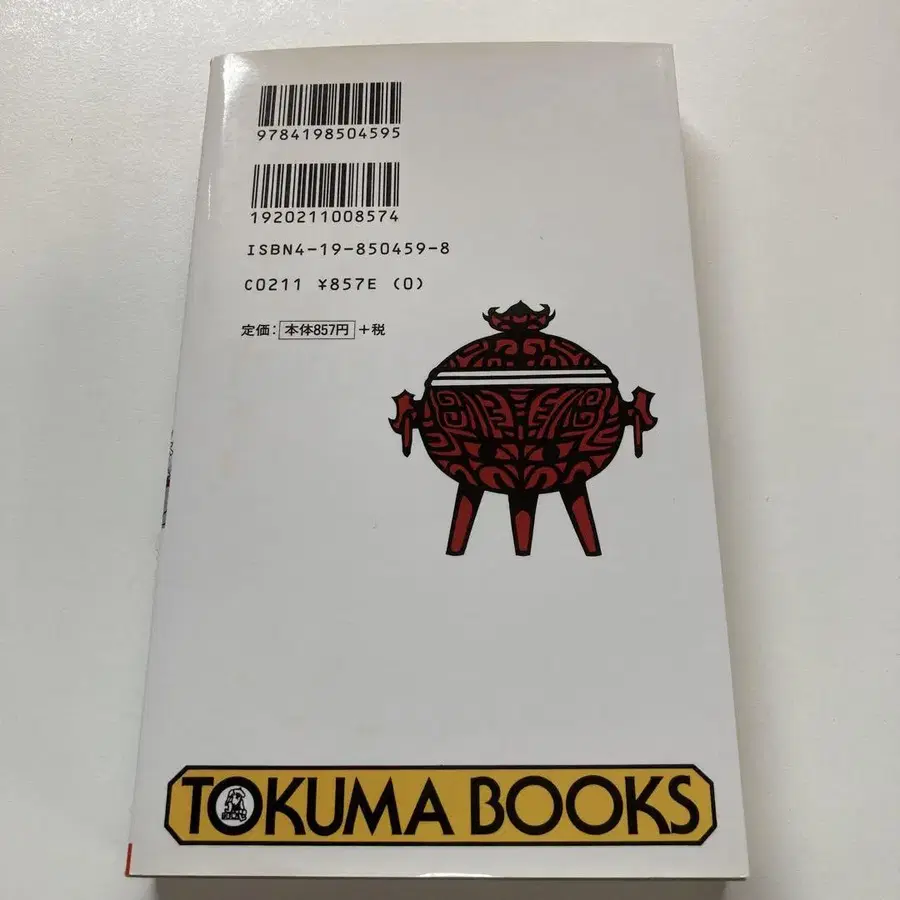 9784198504595
1920211008574
ISBN4-19-850459-8
C0211 ¥857E (0)
定価: 本体857円 +税
TOKUMA BOOKS